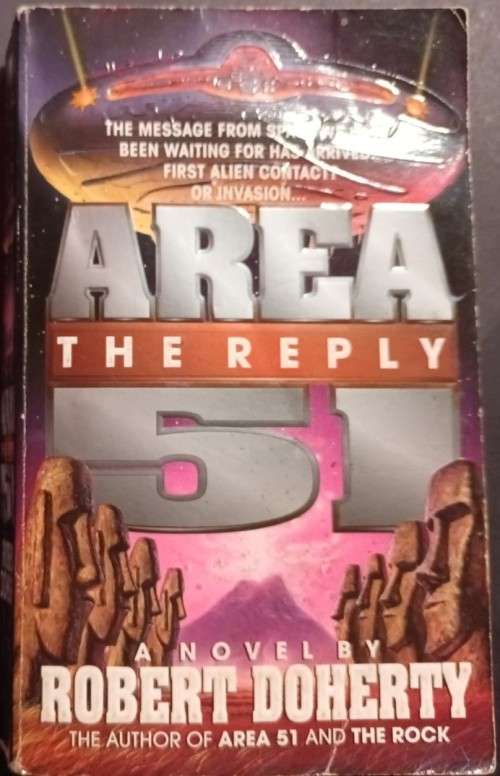 THE MESSAGE FROM
BEEN WAITING FOR HAS ARRIVED
FIRST ALIEN CONTACT?
OR INVASION...
AREA
THE REPLY
51
A NOVEL BY
ROBERT DOHERTY
THE AUTHOR OF AREA 51 AND THE ROCK